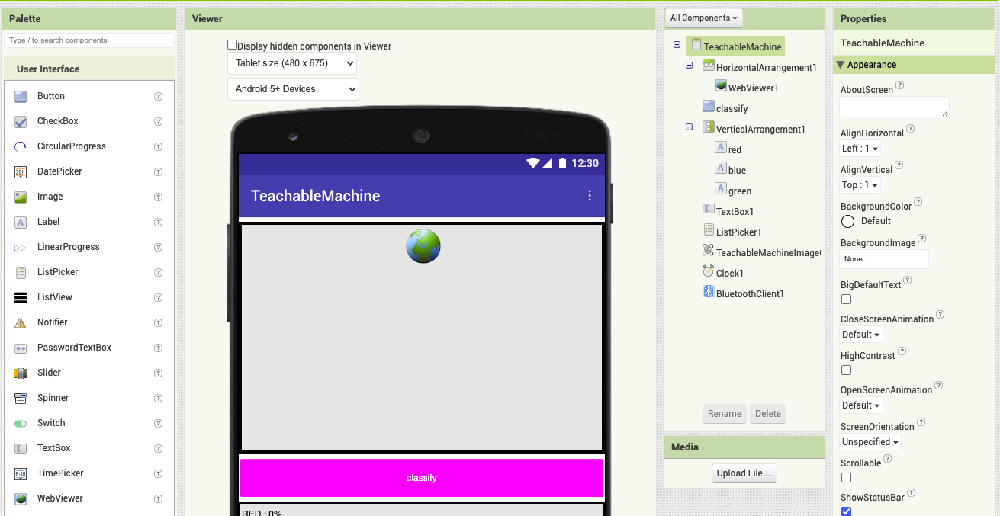 Palette
Type / to search components
User Interface
Button
CheckBox
CircularProgress
DatePicker
Image
Label
LinearProgress
ListPicker
ListView
Notifier
PasswordTextBox
Slider
Spinner
Switch
TextBox
TimePicker
WebViewer
Viewer
Display hidden components in Viewer
Tablet size (480 x 675)
Android 5+ Devices
12:30
TeachableMachine
classify
RED : 0%
All Components
TeachableMachine
HorizontalArrangement1
WebViewer1
classify
VerticalArrangement1
red
blue
green
TextBox1
ListPicker1
TeachableMachineImage
Clock1
BluetoothClient1
Rename Delete
Media
Upload File ...
Properties
TeachableMachine
Appearance
AboutScreen
AlignHorizontal
Left : 1
AlignVertical
Top : 1
BackgroundColor
Default
BackgroundImage
None...
BigDefaultText
CloseScreenAnimation
Default
HighContrast
OpenScreenAnimation
Default
ScreenOrientation
Unspecified
Scrollable
ShowStatusBar